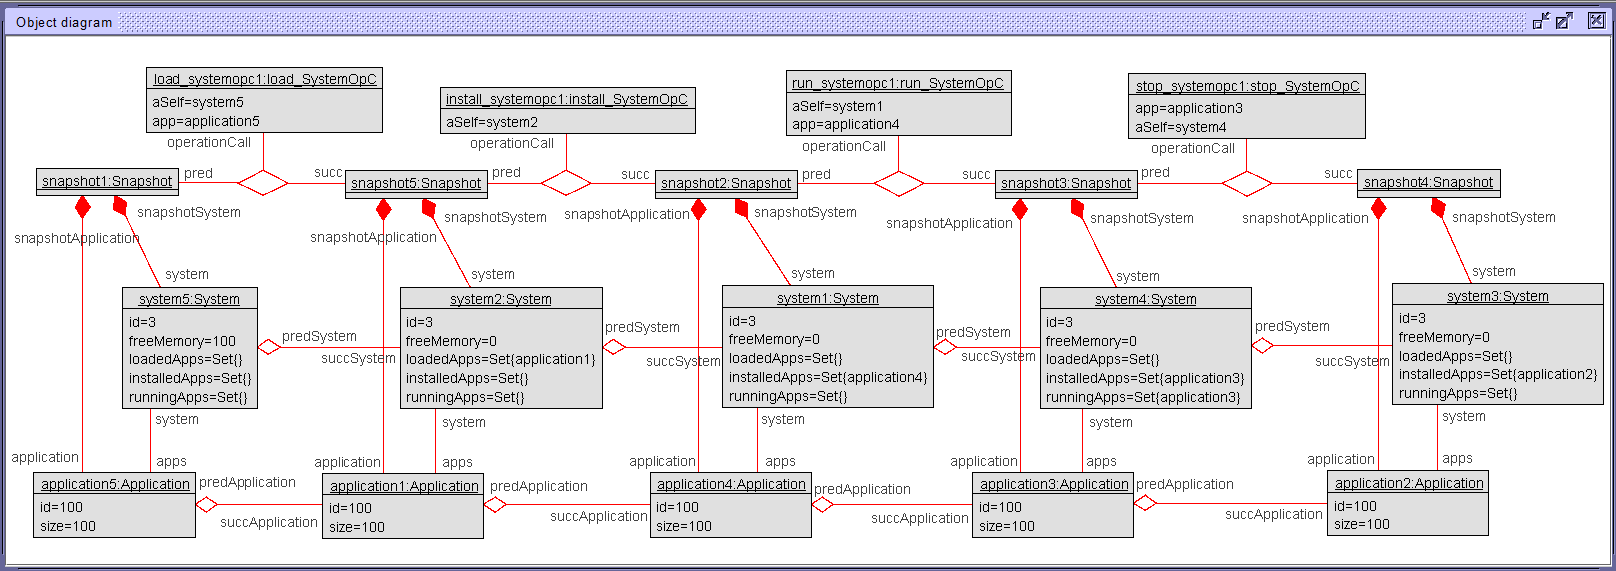 Object diagram
load_systemopc1:load_SystemOpC
aSelf=system5
app=application5
install_systemopc1:install_SystemOpC
aSelf=system2
run_systemopc1:run_SystemOpC
aSelf=system1
app=application4
stop_systemopc1:stop_SystemOpC
app=application3
aSelf=system4
operationCall
operationCall
operationCall
operationCall
snapshot1:Snapshot
pred
succ
snapshot5:Snapshot
pred
succ
snapshot2:Snapshot
pred
succ
snapshot3:Snapshot
pred
succ
snapshot4:Snapshot
snapshotSystem
snapshotApplication
snapshotSystem
snapshotApplication
snapshotSystem
snapshotApplication
snapshotSystem
snapshotApplication
snapshotSystem
snapshotApplication
system
system
system
system
system
system5:System
id=3
freeMemory=100
loadedApps=Set{}
installedApps=Set{}
runningApps=Set{}
predSystem
succSystem
system2:System
id=3
freeMemory=0
loadedApps=Set{application1}
installedApps=Set{}
runningApps=Set{}
predSystem
succSystem
system1:System
id=3
freeMemory=0
loadedApps=Set{}
installedApps=Set{application4}
runningApps=Set{}
predSystem
succSystem
system4:System
id=3
freeMemory=0
loadedApps=Set{}
installedApps=Set{application3}
runningApps=Set{application3}
predSystem
succSystem
system3:System
id=3
freeMemory=0
loadedApps=Set{}
installedApps=Set{application2}
runningApps=Set{}
system
system
system
system
system
application
apps
application
apps
application
apps
application
apps
application
apps
application5:Application
id=100
size=100
predApplication
succApplication
application1:Application
id=100
size=100
predApplication
succApplication
application4:Application
id=100
size=100
predApplication
succApplication
application3:Application
id=100
size=100
predApplication
succApplication
application2:Application
id=100
size=100